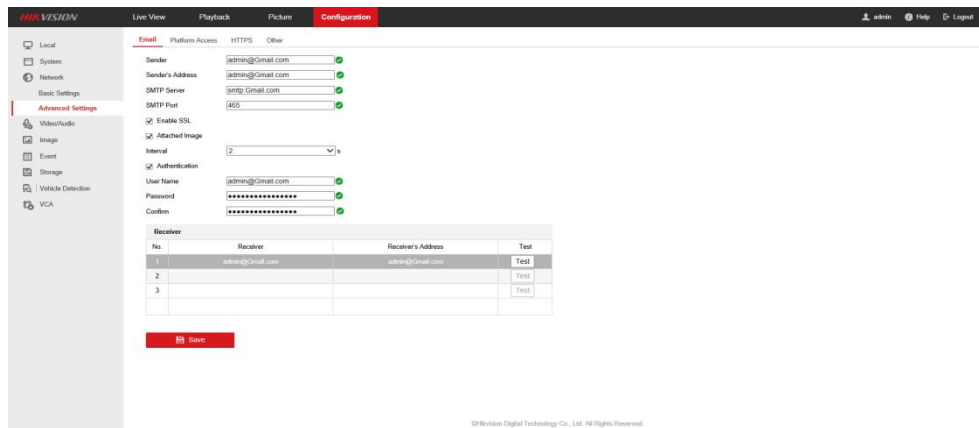 HIKVISION Live View Playback Picture Configuration admin Help Logout
Email Platform Access HTTPS Other
Local
System
Network
Basic Settings
Advanced Settings
Video/Audio
Image
Event
Storage
Vehicle Detection
VCA
Sender admin@Gmail.com
Sender's Address admin@Gmail.com
SMTP Server smtp.Gmail.com
SMTP Port 465
Enable SSL
Attached Image
Interval 2 s
Authentication
User Name admin@Gmail.com
Password ••••••••••••••••
Confirm ••••••••••••••••
Receiver
No. Receiver Receiver's Address Test
1 admin@Gmail.com admin@Gmail.com Test
2 Test
3 Test
Save
©Hikvision Digital Technology Co., Ltd. All Rights Reserved.